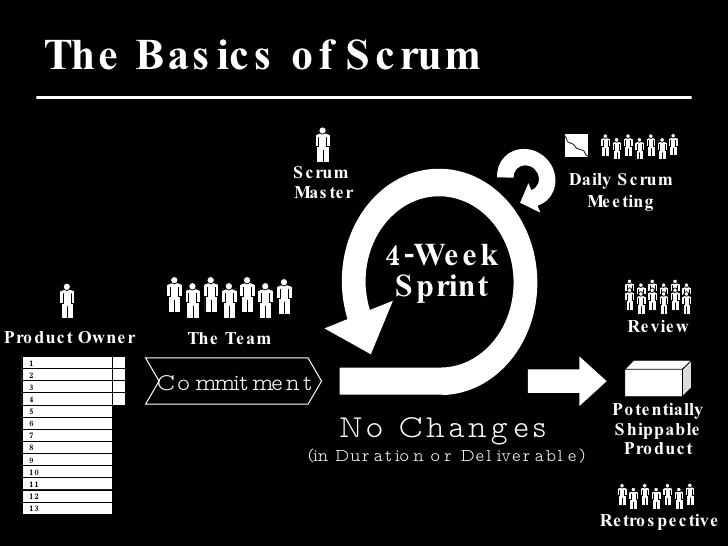 The Basics of Scrum
Scrum
Master
Daily Scrum
Meeting
4-Week
Sprint
Product Owner
The Team
Review
1
2
3
4
5
6
7
8
9
10
11
12
13
Commitment
No Changes
(in Duration or Deliverable)
Potentially
Shippable
Product
Retrospective